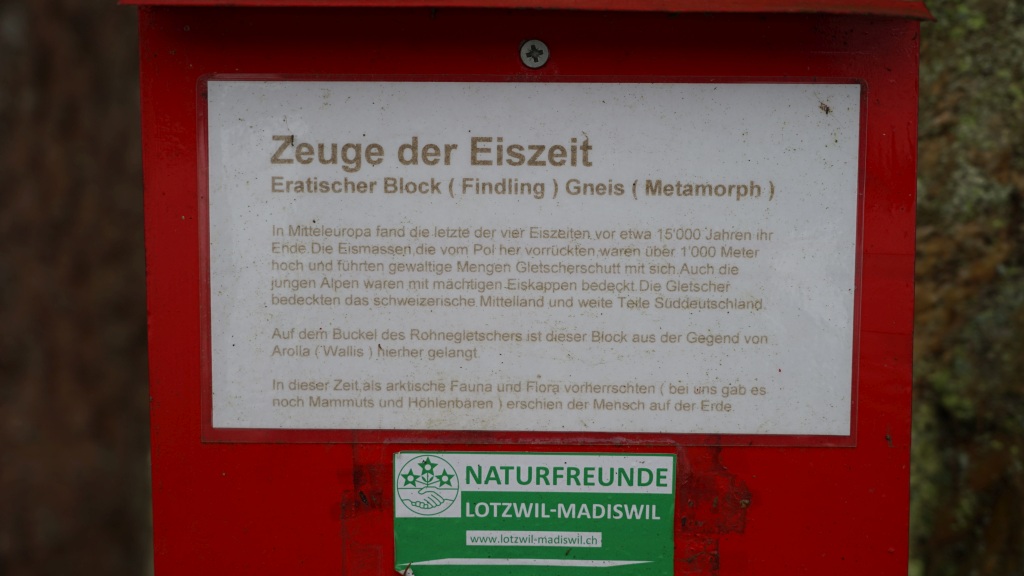 Zeuge der Eiszeit
Eratischer Block ( Findling ) Gneis ( Metamorph )
In Mitteleuropa fand die letzte der vier Eiszeiten vor etwa 15'000 Jahren ihr
Ende.Die Eismassen,die vom Pol her vorrückten waren über 1'000 Meter
hoch und führten gewaltige Mengen Gletscherschutt mit sich.Auch die
jungen Alpen waren mit mächtigen Eiskappen bedeckt.Die Gletscher
bedeckten das schweizerische Mittelland und weite Teile Süddeutschland.
Auf dem Buckel des Rohnegletschers ist dieser Block aus der Gegend von
Arolla ( Wallis ) hierher gelangt.
In dieser Zeit,als arktische Fauna und Flora vorherrschten ( bei uns gab es
noch Mammuts und Höhlenbären ) erschien der Mensch auf der Erde.
NATURFREUNDE
LOTZWIL-MADISWIL
www.lotzwil-madiswil.ch